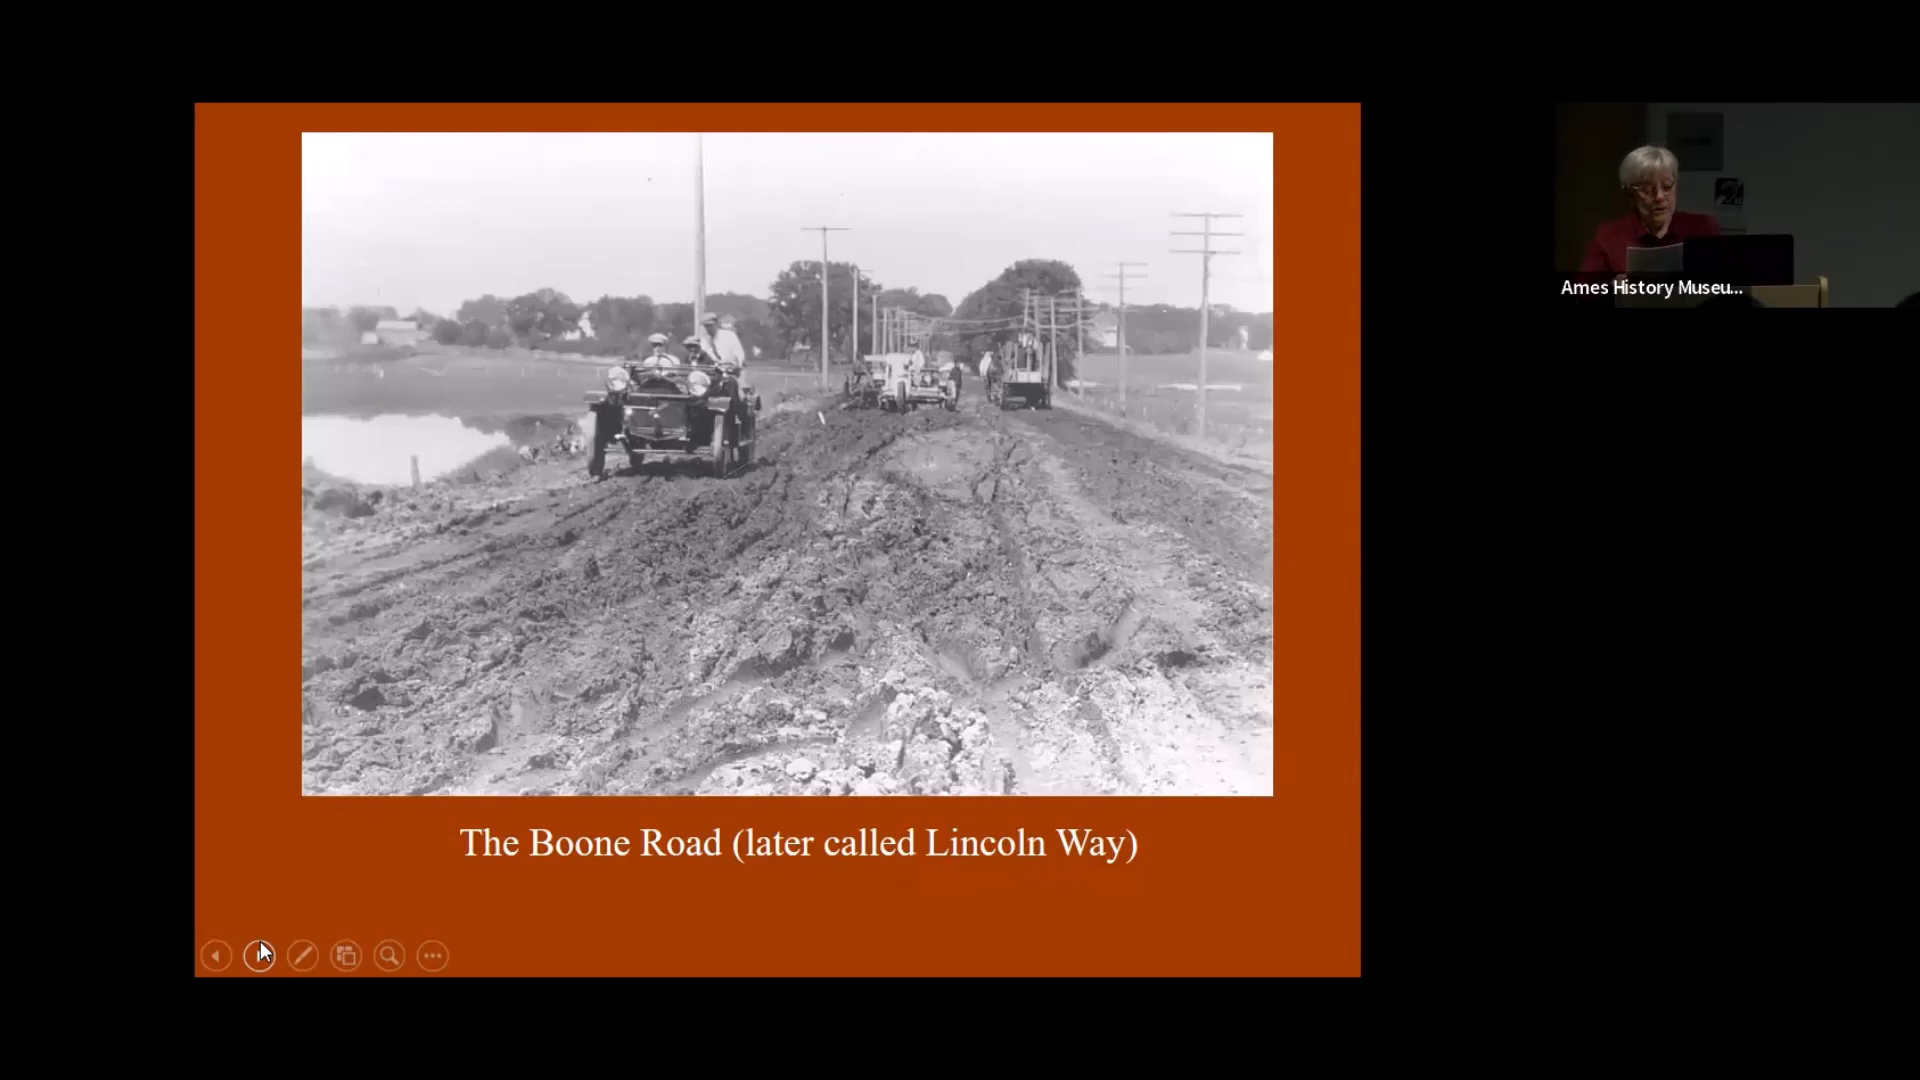 The Boone Road (later called Lincoln Way)
Ames History Museu...